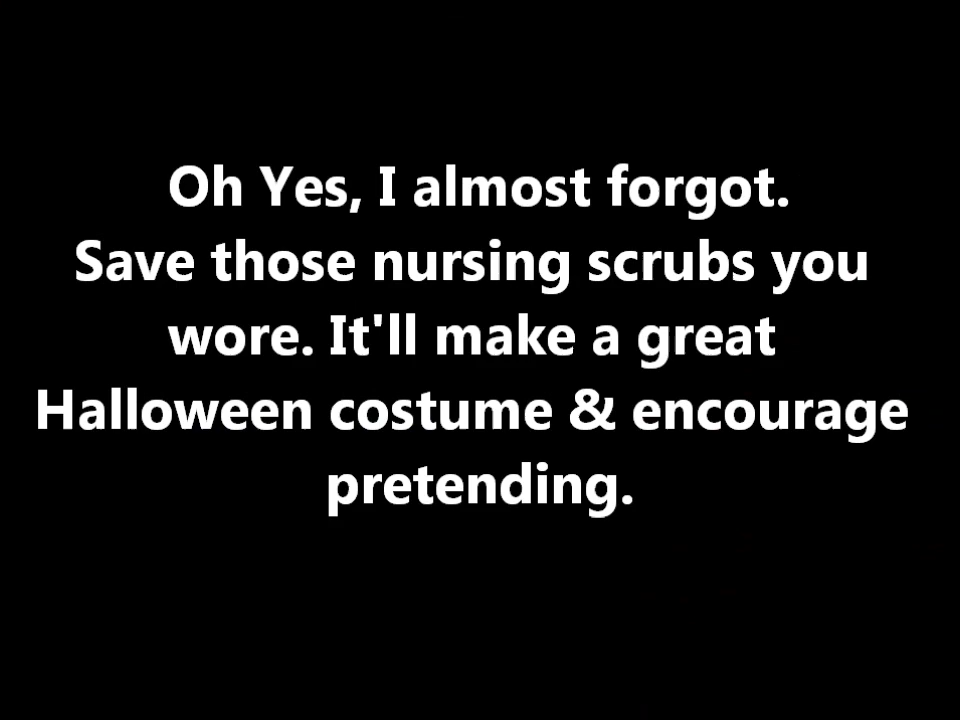 Oh Yes, I almost forgot.
Save those nursing scrubs you
wore. It'll make a great
Halloween costume & encourage
pretending.